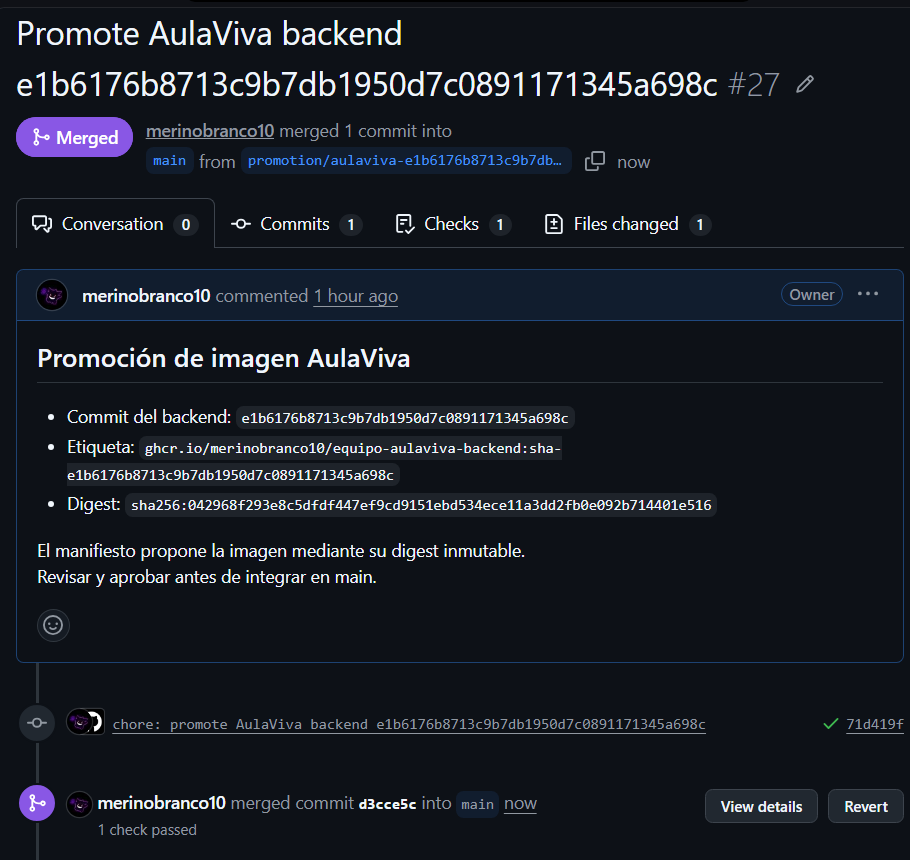 Promote AulaViva backend
e1b6176b8713c9b7db1950d7c0891171345a698c #27
Merged
merinobranco10 merged 1 commit into
main from promotion/aulaviva-e1b6176b8713c9b7db… now
Conversation 0 Commits 1 Checks 1 Files changed 1
merinobranco10 commented 1 hour ago Owner
Promoción de imagen AulaViva
• Commit del backend: e1b6176b8713c9b7db1950d7c0891171345a698c
• Etiqueta: ghcr.io/merinobranco10/equipo-aulaviva-backend:sha-
e1b6176b8713c9b7db1950d7c0891171345a698c
• Digest: sha256:042968f293e8c5dfdf447ef9cd9151ebd534ece11a3dd2fb0e092b714401e516
El manifiesto propone la imagen mediante su digest inmutable.
Revisar y aprobar antes de integrar en main.
chore: promote AulaViva backend e1b6176b8713c9b7db1950d7c0891171345a698c 71d419f
merinobranco10 merged commit d3cce5c into main now View details Revert
1 check passed